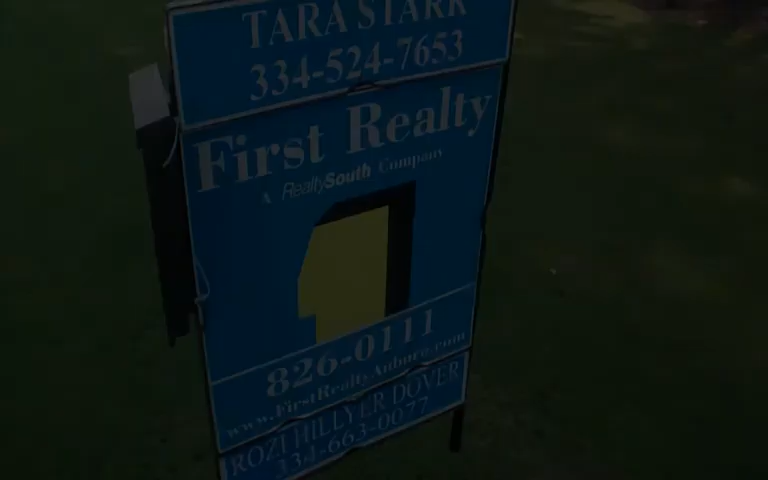 TARA STARK
334-524-7653
First Realty
A RealtySouth Company
826-0111
www.FirstRealtyAuburn.com
ROZI HILLYER DOVER
334-663-0077